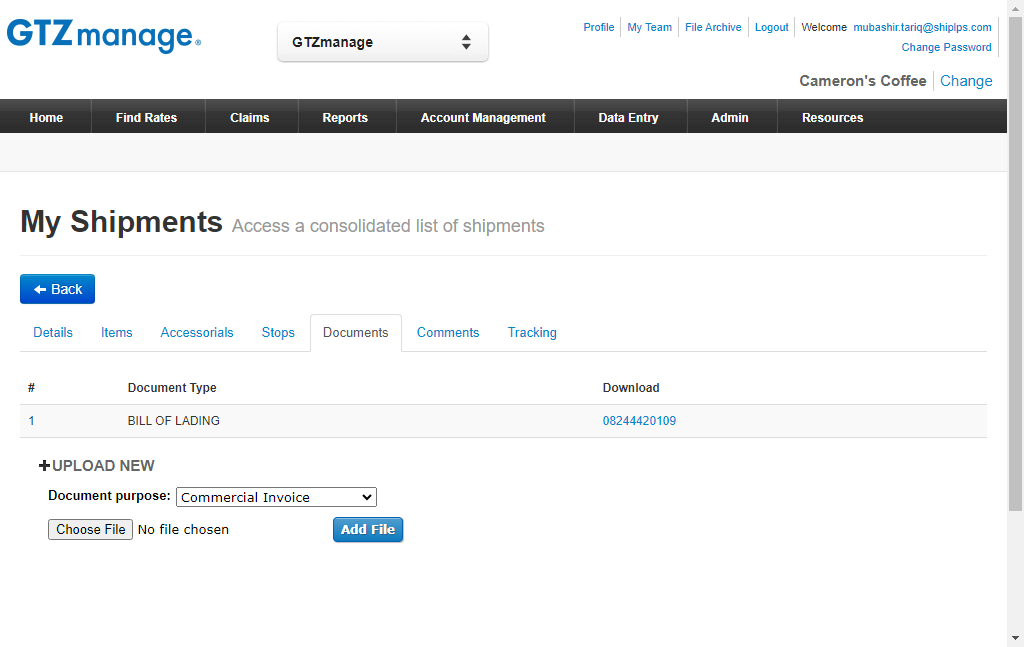 GTZmanage®
GTZmanage
Profile
My Team
File Archive
Logout
Welcome mubashir.tariq@shiplps.com
Change Password
Cameron's Coffee
Change
Home
Find Rates
Claims
Reports
Account Management
Data Entry
Admin
Resources
My Shipments Access a consolidated list of shipments
Back
Details
Items
Accessorials
Stops
Documents
Comments
Tracking
# Document Type Download
1 BILL OF LADING 08244420109
UPLOAD NEW
Document purpose: Commercial Invoice
Choose File No file chosen Add File